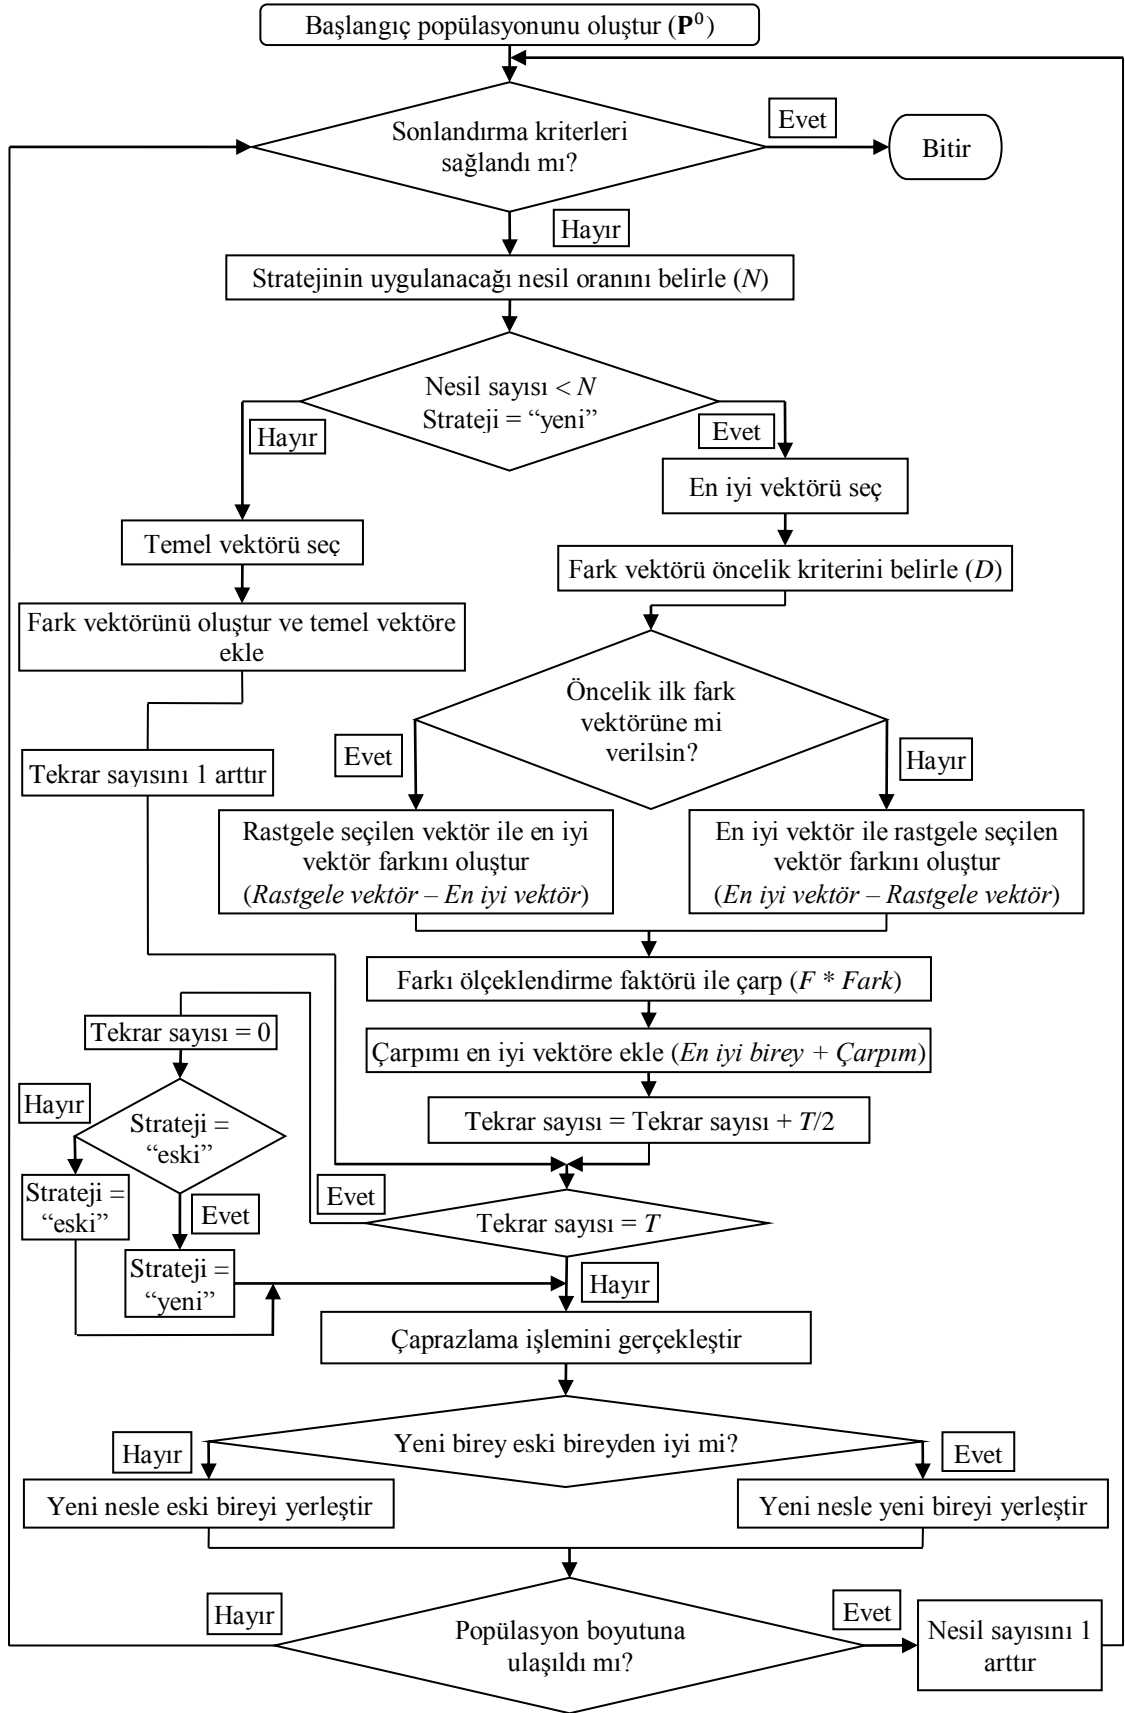 Başlangıç popülasyonunu oluştur (P⁰)
Sonlandırma kriterleri
sağlandı mı?
Evet
Bitir
Hayır
Stratejinin uygulanacağı nesil oranını belirle (N)
Nesil sayısı < N
Strateji = “yeni”
Hayır
Evet
En iyi vektörü seç
Temel vektörü seç
Fark vektörü öncelik kriterini belirle (D)
Fark vektörünü oluştur ve temel vektöre
ekle
Öncelik ilk fark
vektörüne mi
verilsin?
Evet
Hayır
Tekrar sayısını 1 arttır
Rastgele seçilen vektör ile en iyi
vektör farkını oluştur
(Rastgele vektör – En iyi vektör)
En iyi vektör ile rastgele seçilen
vektör farkını oluştur
(En iyi vektör – Rastgele vektör)
Farkı ölçeklendirme faktörü ile çarp (F * Fark)
Tekrar sayısı = 0
Çarpımı en iyi vektöre ekle (En iyi birey + Çarpım)
Hayır
Strateji =
“eski”
Tekrar sayısı = Tekrar sayısı + T/2
Strateji =
“eski”
Evet
Evet
Tekrar sayısı = T
Strateji =
“yeni”
Hayır
Çaprazlama işlemini gerçekleştir
Hayır
Yeni birey eski bireyden iyi mi?
Evet
Yeni nesle eski bireyi yerleştir
Yeni nesle yeni bireyi yerleştir
Hayır
Popülasyon boyutuna
ulaşıldı mı?
Evet
Nesil sayısını 1
arttır